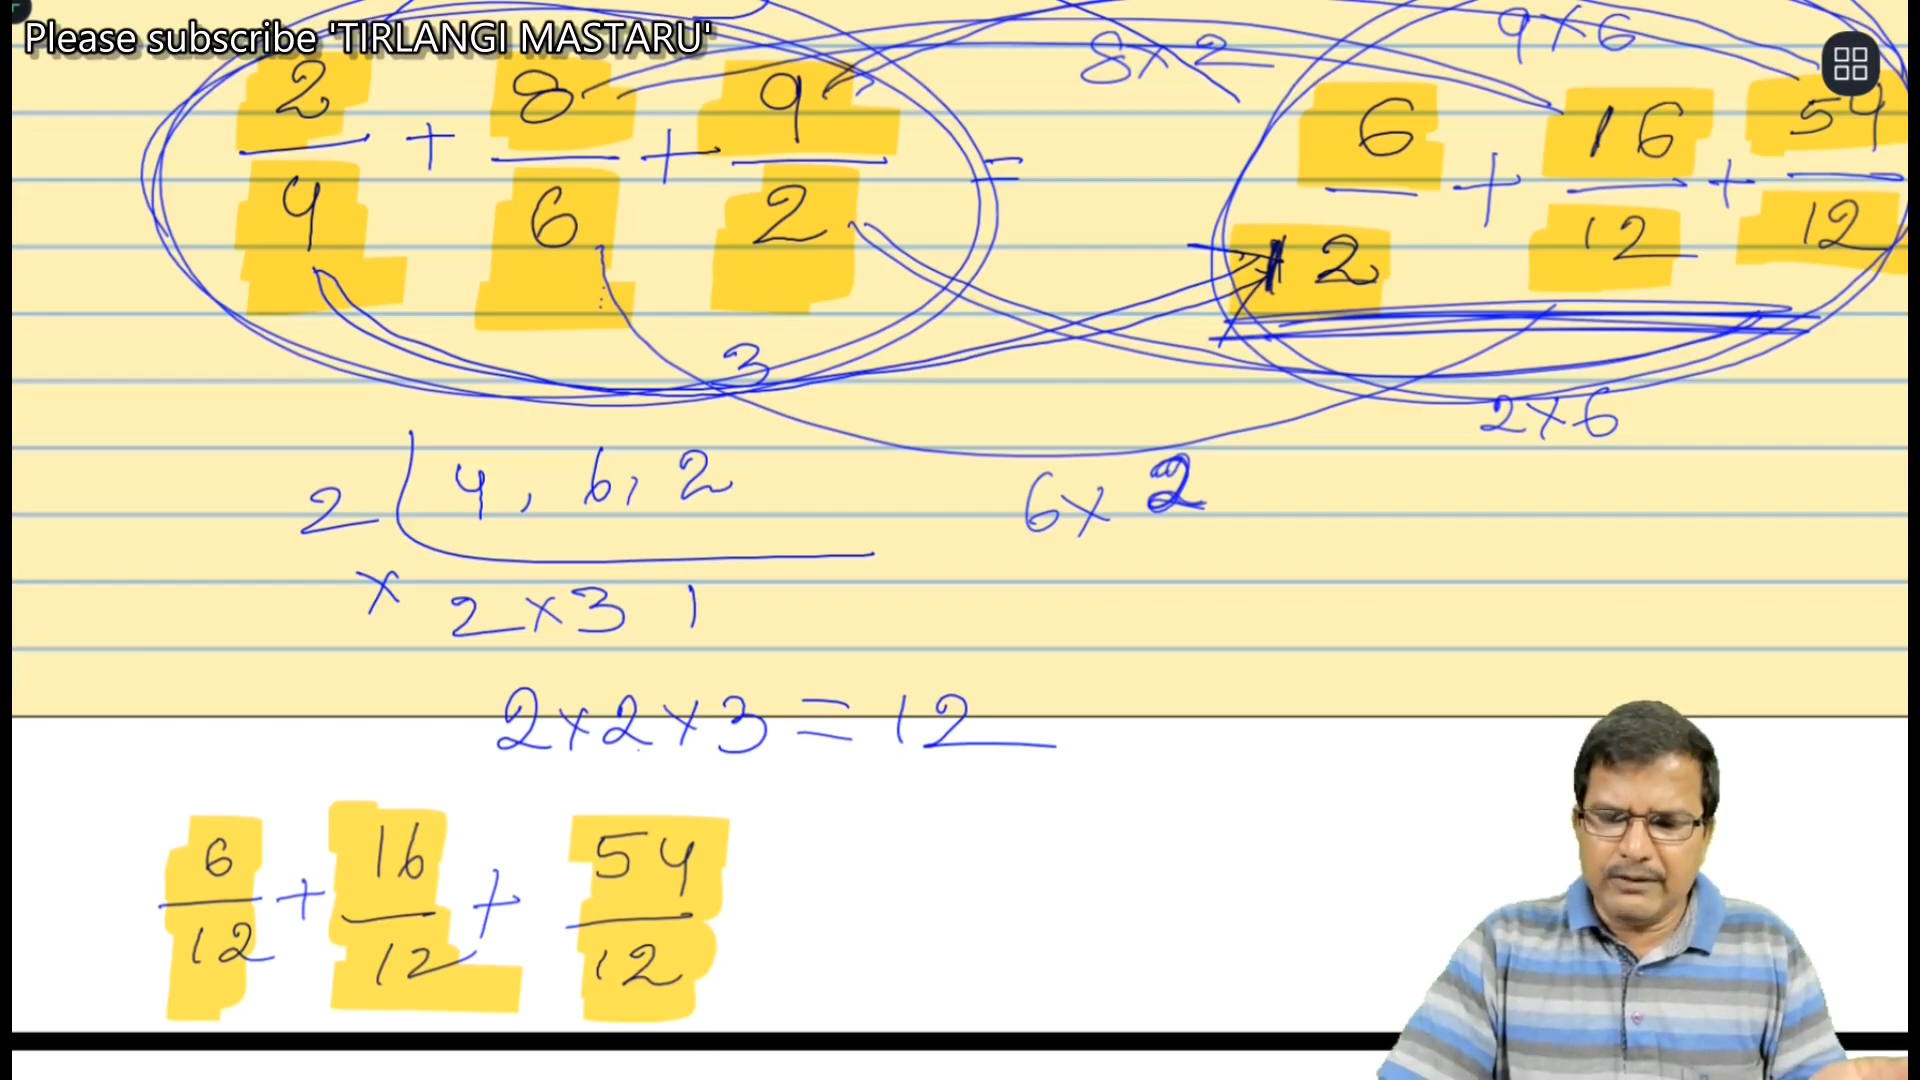 Please subscribe 'TIRLANGI MASTARU'
8×2 9×6
2/4 + 8/6 + 9/2 = 6/12 + 16/12 + 54/12
3
2×6
2 | 4, 6, 2
6×2
× 2×3 1
2×2×3=12
6/12 + 16/12 + 54/12